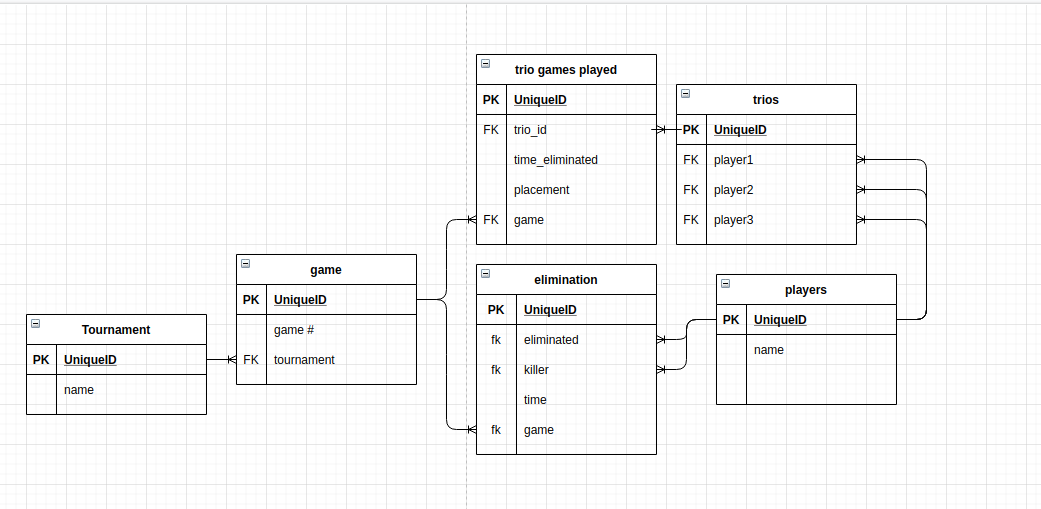 trio games played
PK UniqueID
FK trio_id
time_eliminated
placement
FK game
trios
PK UniqueID
FK player1
FK player2
FK player3
game
PK UniqueID
game #
FK tournament
elimination
PK UniqueID
fk eliminated
fk killer
time
fk game
players
PK UniqueID
name
Tournament
PK UniqueID
name